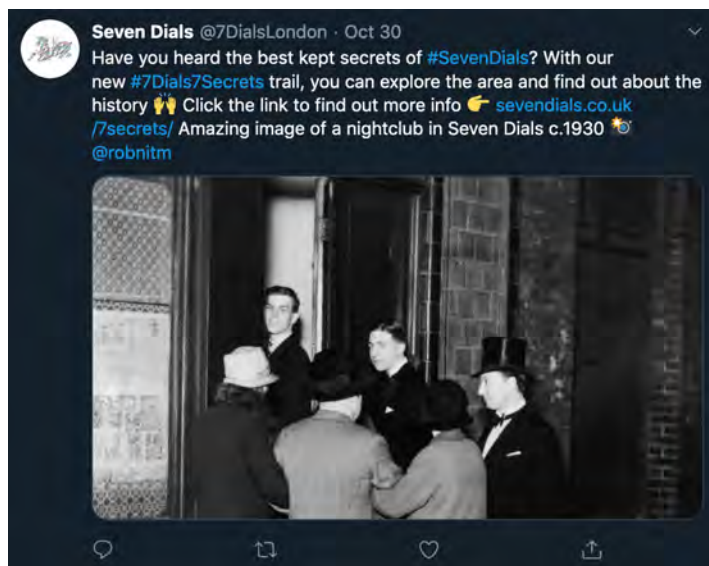 Seven Dials @7DialsLondon · Oct 30
Have you heard the best kept secrets of #SevenDials? With our
new #7Dials7Secrets trail, you can explore the area and find out about the
history 🙌 Click the link to find out more info 👉 sevendials.co.uk
/7secrets/ Amazing image of a nightclub in Seven Dials c.1930 📸
@robnitm